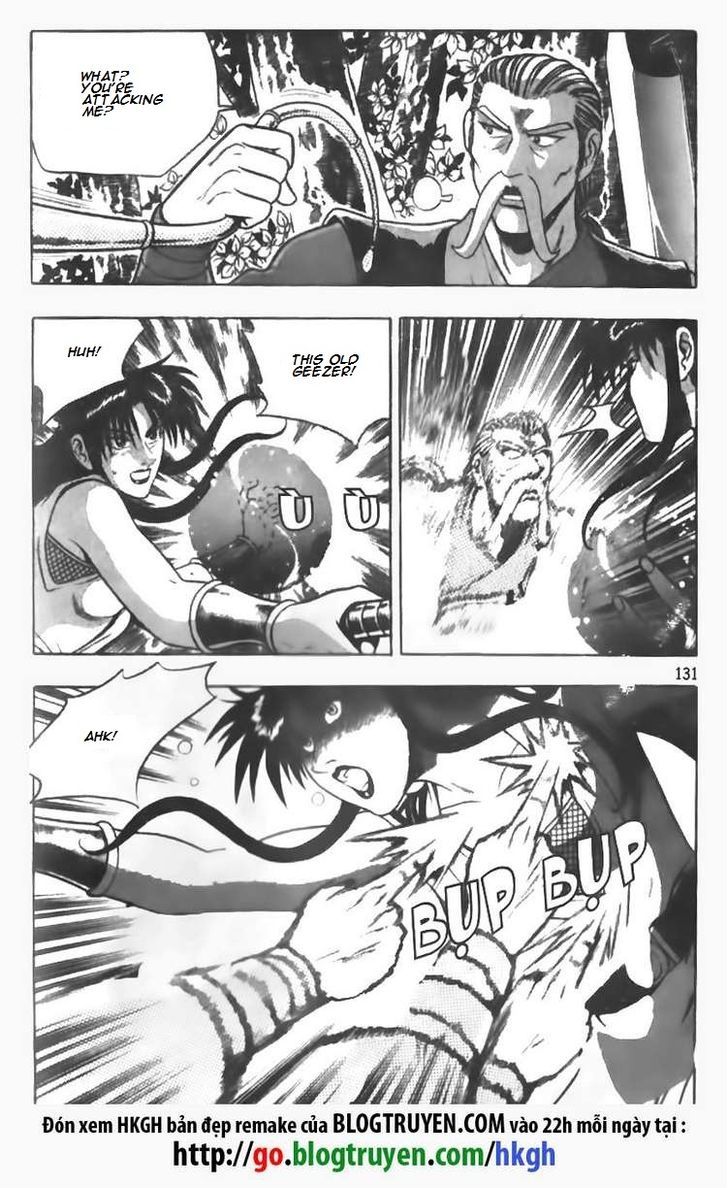 WHAT?
YOU'RE
ATTACKING
ME?
HUH!
THIS OLD
GEEZER!
Ù Ù
131
AHK!
BỤP BỤP
Đón xem HKGH bản đẹp remake của BLOGTRUYEN.COM vào 22h mỗi ngày tại :
http://go.blogtruyen.com/hkgh